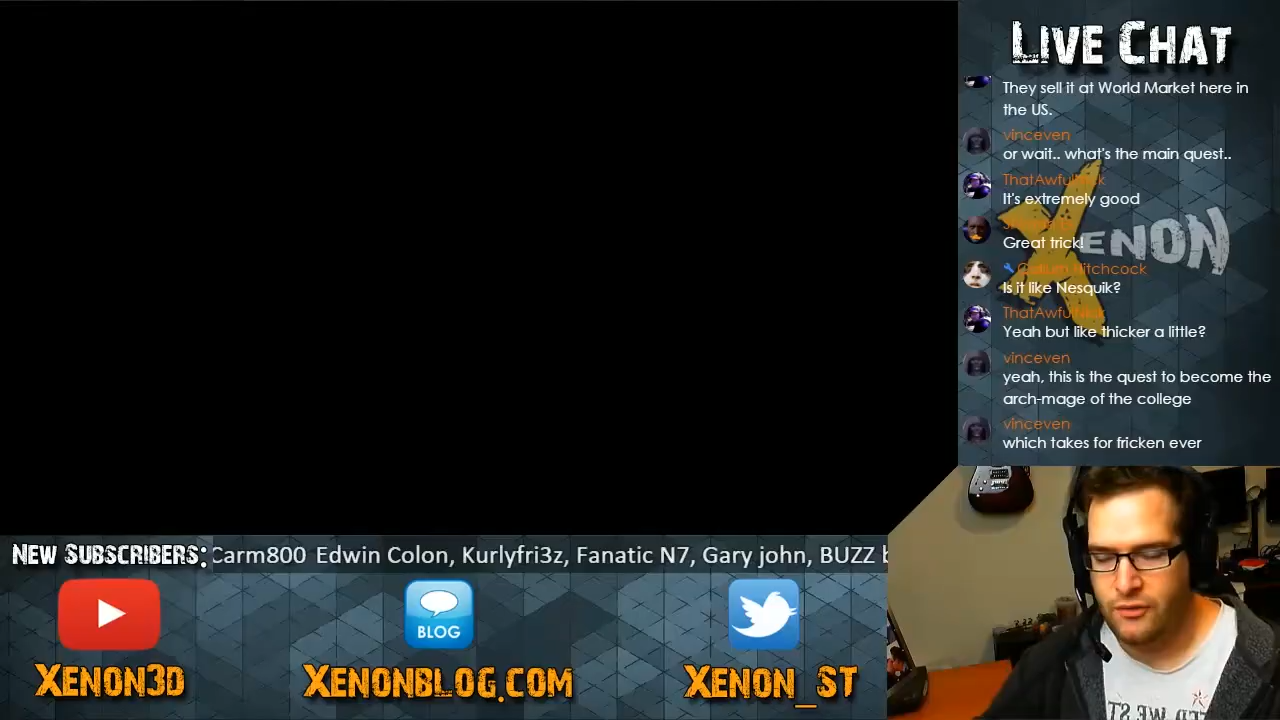 LIVE CHAT
They sell it at World Market here in
the US.
vinceven
or wait.. what's the main quest..
It's extremely good
Great trick!
XENON
Hitchcock
Is it like Nesquik?
Yeah but like thicker a little?
vinceven
yeah, this is the quest to become the
arch-mage of the college
vinceven
which takes for fricken ever
NEW SUBSCRIBERS: Carm800 Edwin Colon, Kurlyfri3z, Fanatic N7, Gary john, BUZZ
BLOG
XENON3D
XENONBLOG.COM
XENON_ST